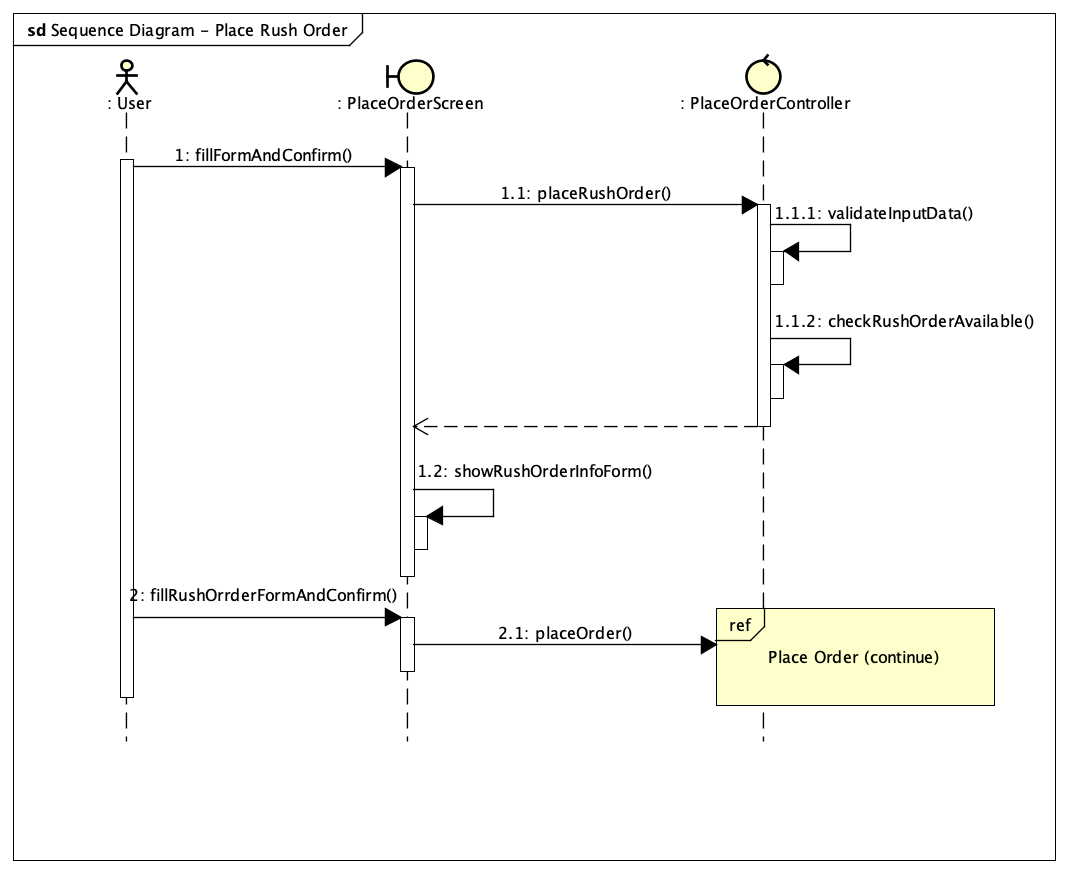 sd Sequence Diagram - Place Rush Order
: User
: PlaceOrderScreen
: PlaceOrderController
1: fillFormAndConfirm()
1.1: placeRushOrder()
1.1.1: validateInputData()
1.1.2: checkRushOrderAvailable()
1.2: showRushOrderInfoForm()
2: fillRushOrrderFormAndConfirm()
ref
2.1: placeOrder()
Place Order (continue)